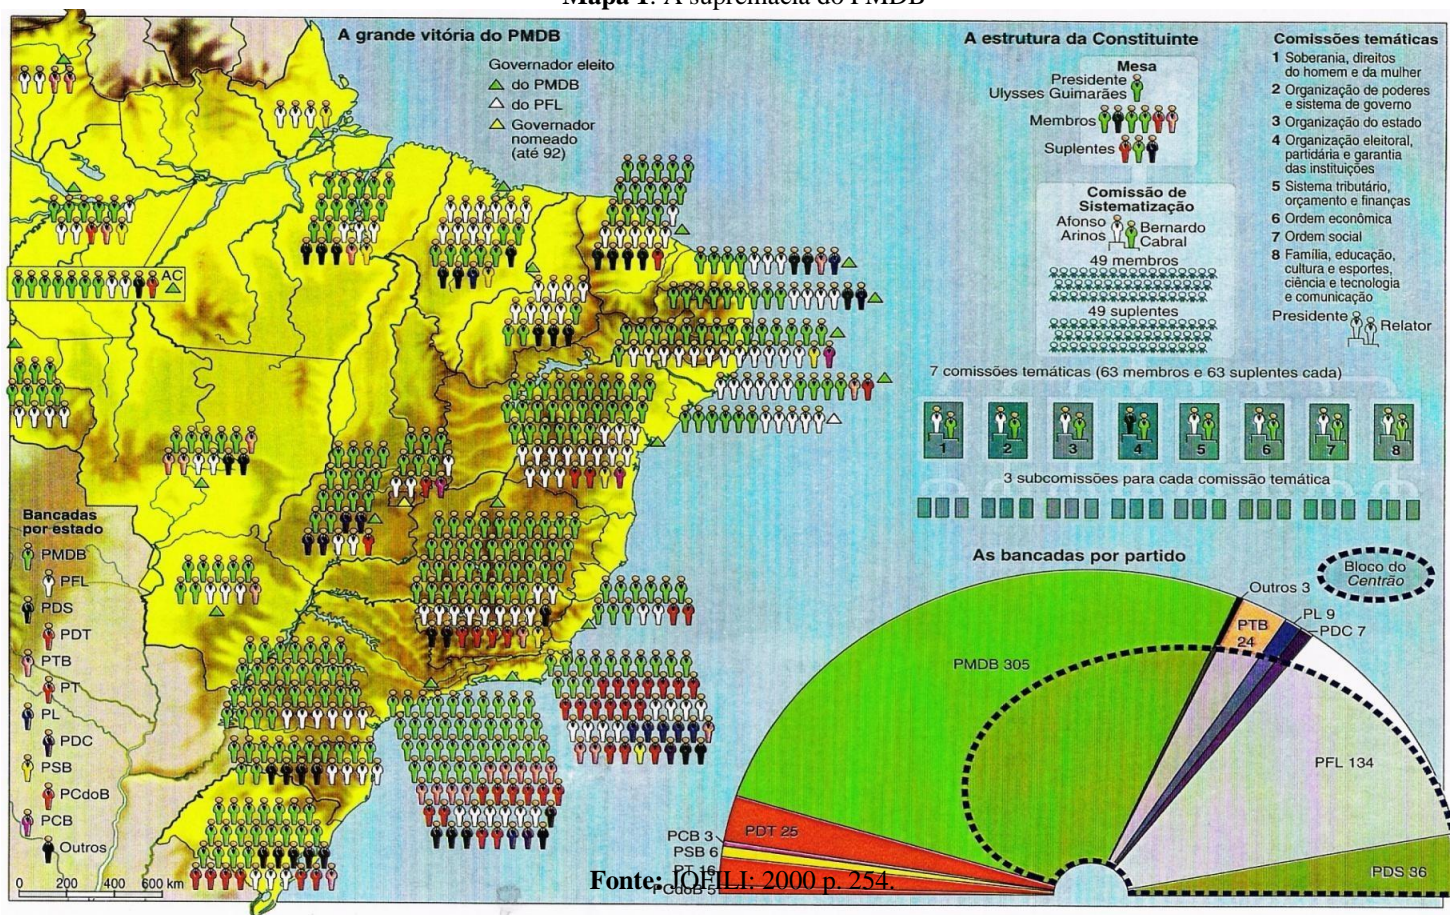 Mapa 1: A supremacia do PMDB
A grande vitória do PMDB
Governador eleito
do PMDB
do PFL
Governador
nomeado
(até 92)
AC
Bancadas
por estado
PMDB
PFL
PDS
PDT
PTB
PT
PL
PDC
PSB
PCdoB
PCB
Outros
0 200 400 600 km
A estrutura da Constituinte
Mesa
Presidente
Ulysses Guimarães
Membros
Suplentes
Comissão de
Sistematização
Afonso
Arinos
Bernardo
Cabral
49 membros
49 suplentes
Comissões temáticas
1 Soberania, direitos
do homem e da mulher
2 Organização de poderes
e sistema de governo
3 Organização do estado
4 Organização eleitoral,
partidária e garantia
das instituições
5 Sistema tributário,
orçamento e finanças
6 Ordem econômica
7 Ordem social
8 Família, educação,
cultura e esportes,
ciência e tecnologia
e comunicação
Presidente
Relator
7 comissões temáticas (63 membros e 63 suplentes cada)
1 2 3 4 5 6 7 8
3 subcomissões para cada comissão temática
As bancadas por partido
Bloco do
Centrão
Outros 3
PTB
24
PL 9
PDC 7
PMDB 305
PFL 134
PDS 36
PDT 25
PCB 3
PSB 6
PT 16
PCdoB 5
Fonte: JOFILI: 2000 p. 254.